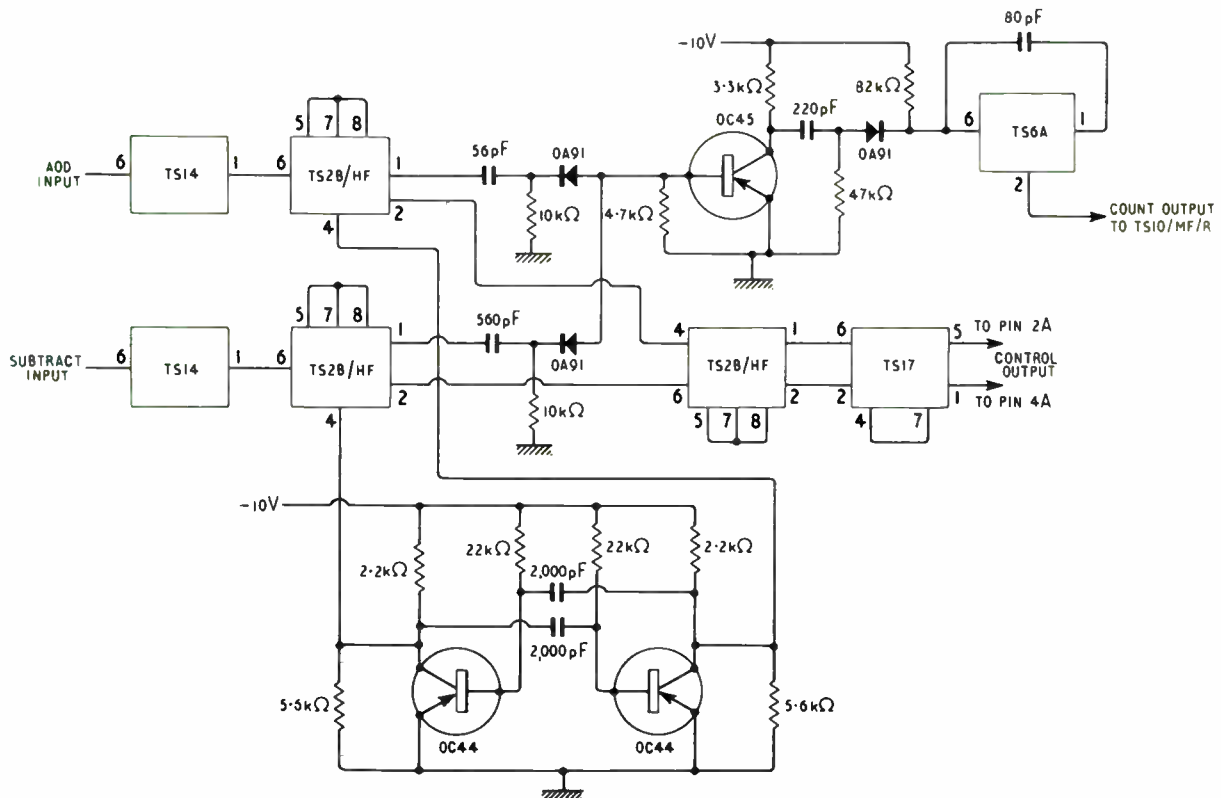 80pF
-10V
3·3kΩ
82kΩ
220pF
OC45
OA91
6
TS6A
1
2
47kΩ
COUNT OUTPUT
TO TS10/MF/R
5
7
8
ADD
INPUT
6
TS14
1
6
TS2B/HF
1
2
4
56pF
OA91
10kΩ
4·7kΩ
5
7
8
SUBTRACT
INPUT
6
TS14
1
6
TS2B/HF
1
2
4
560pF
OA91
10kΩ
4
6
TS2B/HF
1
2
5
7
8
6
2
TS17
5
1
4
7
TO PIN 2A
CONTROL
OUTPUT
TO PIN 4A
-10V
2·2kΩ
22kΩ
22kΩ
2·2kΩ
2,000pF
2,000pF
5·6kΩ
OC44
OC44
5·6kΩ